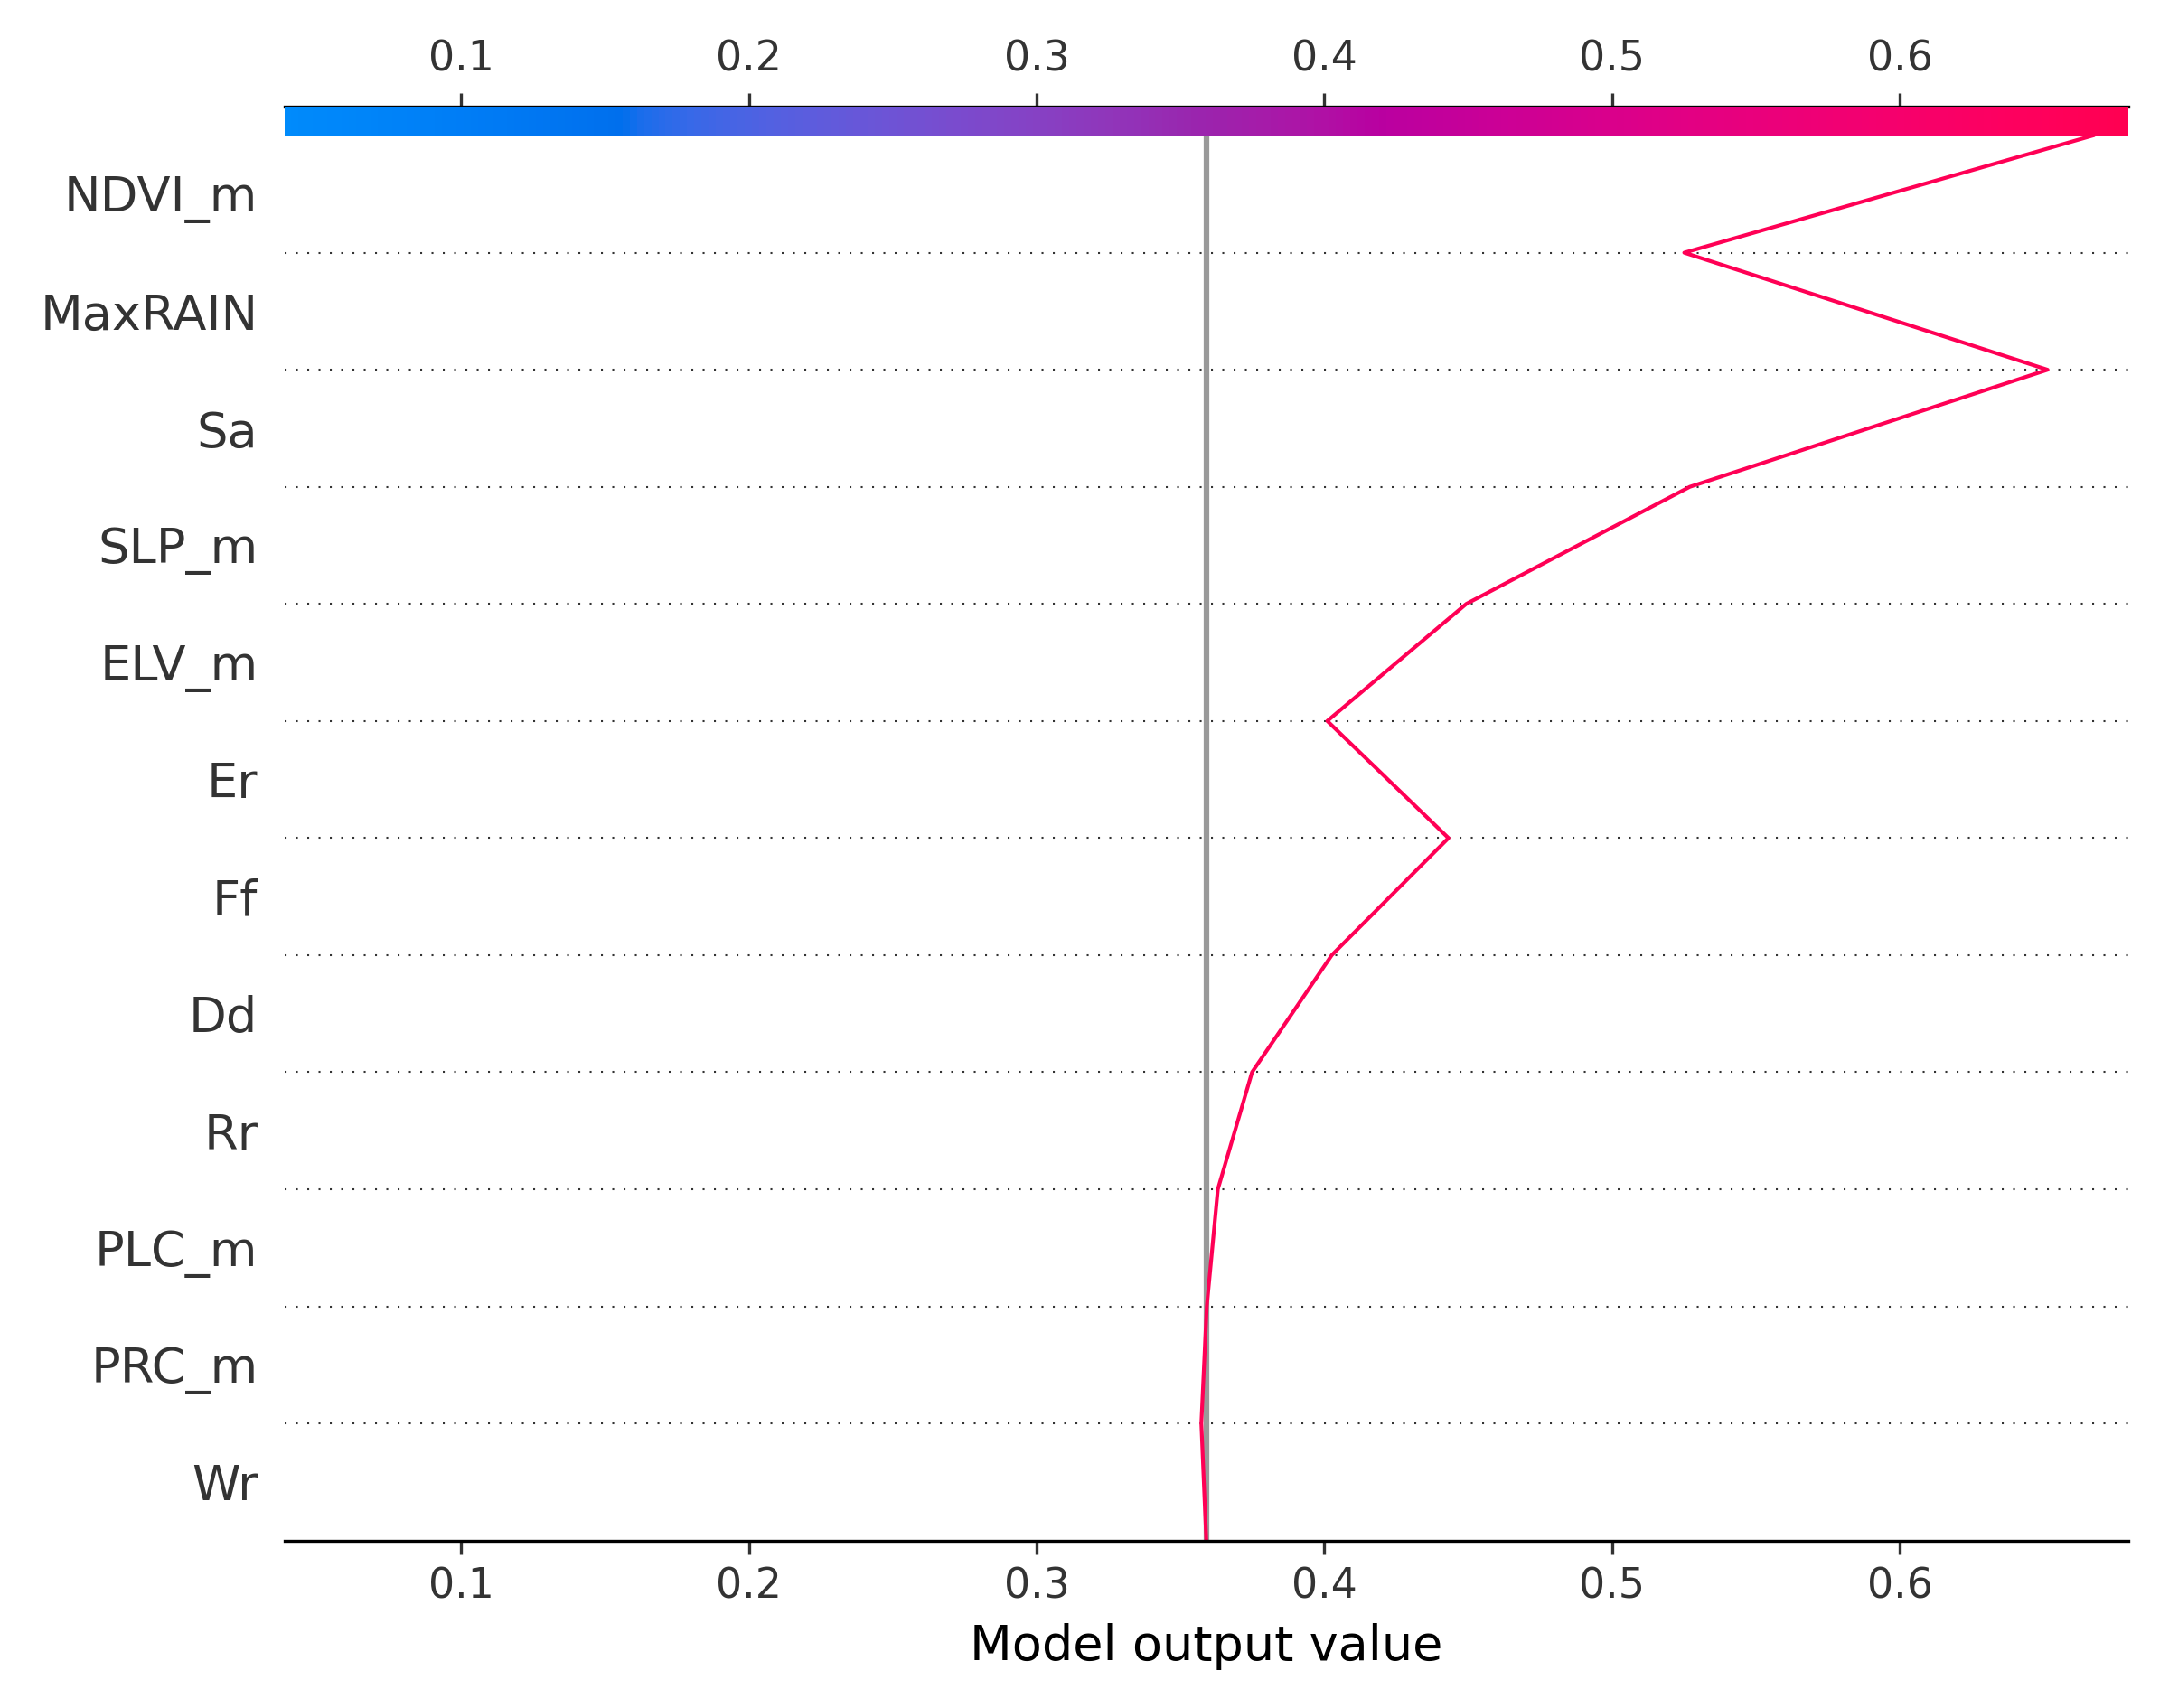 0.1 0.2 0.3 0.4 0.5 0.6
NDVI_m
MaxRAIN
Sa
SLP_m
ELV_m
Er
Ff
Dd
Rr
PLC_m
PRC_m
Wr
0.1 0.2 0.3 0.4 0.5 0.6
Model output value